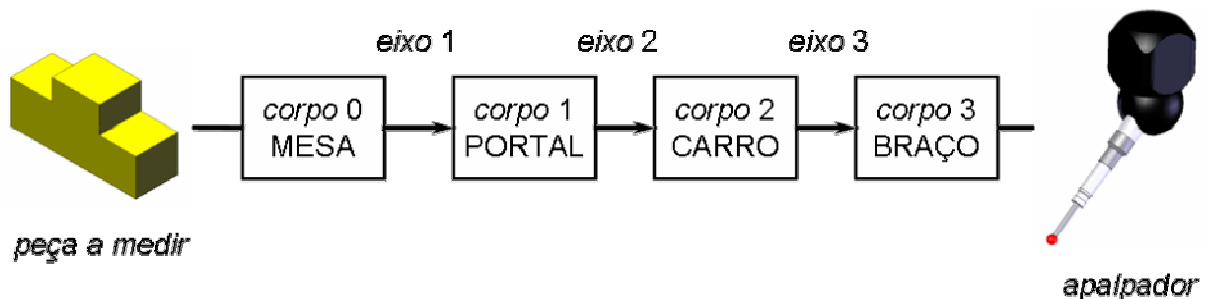 eixo 1
eixo 2
eixo 3
corpo 0
MESA
corpo 1
PORTAL
corpo 2
CARRO
corpo 3
BRAÇO
peça a medir
apalpador